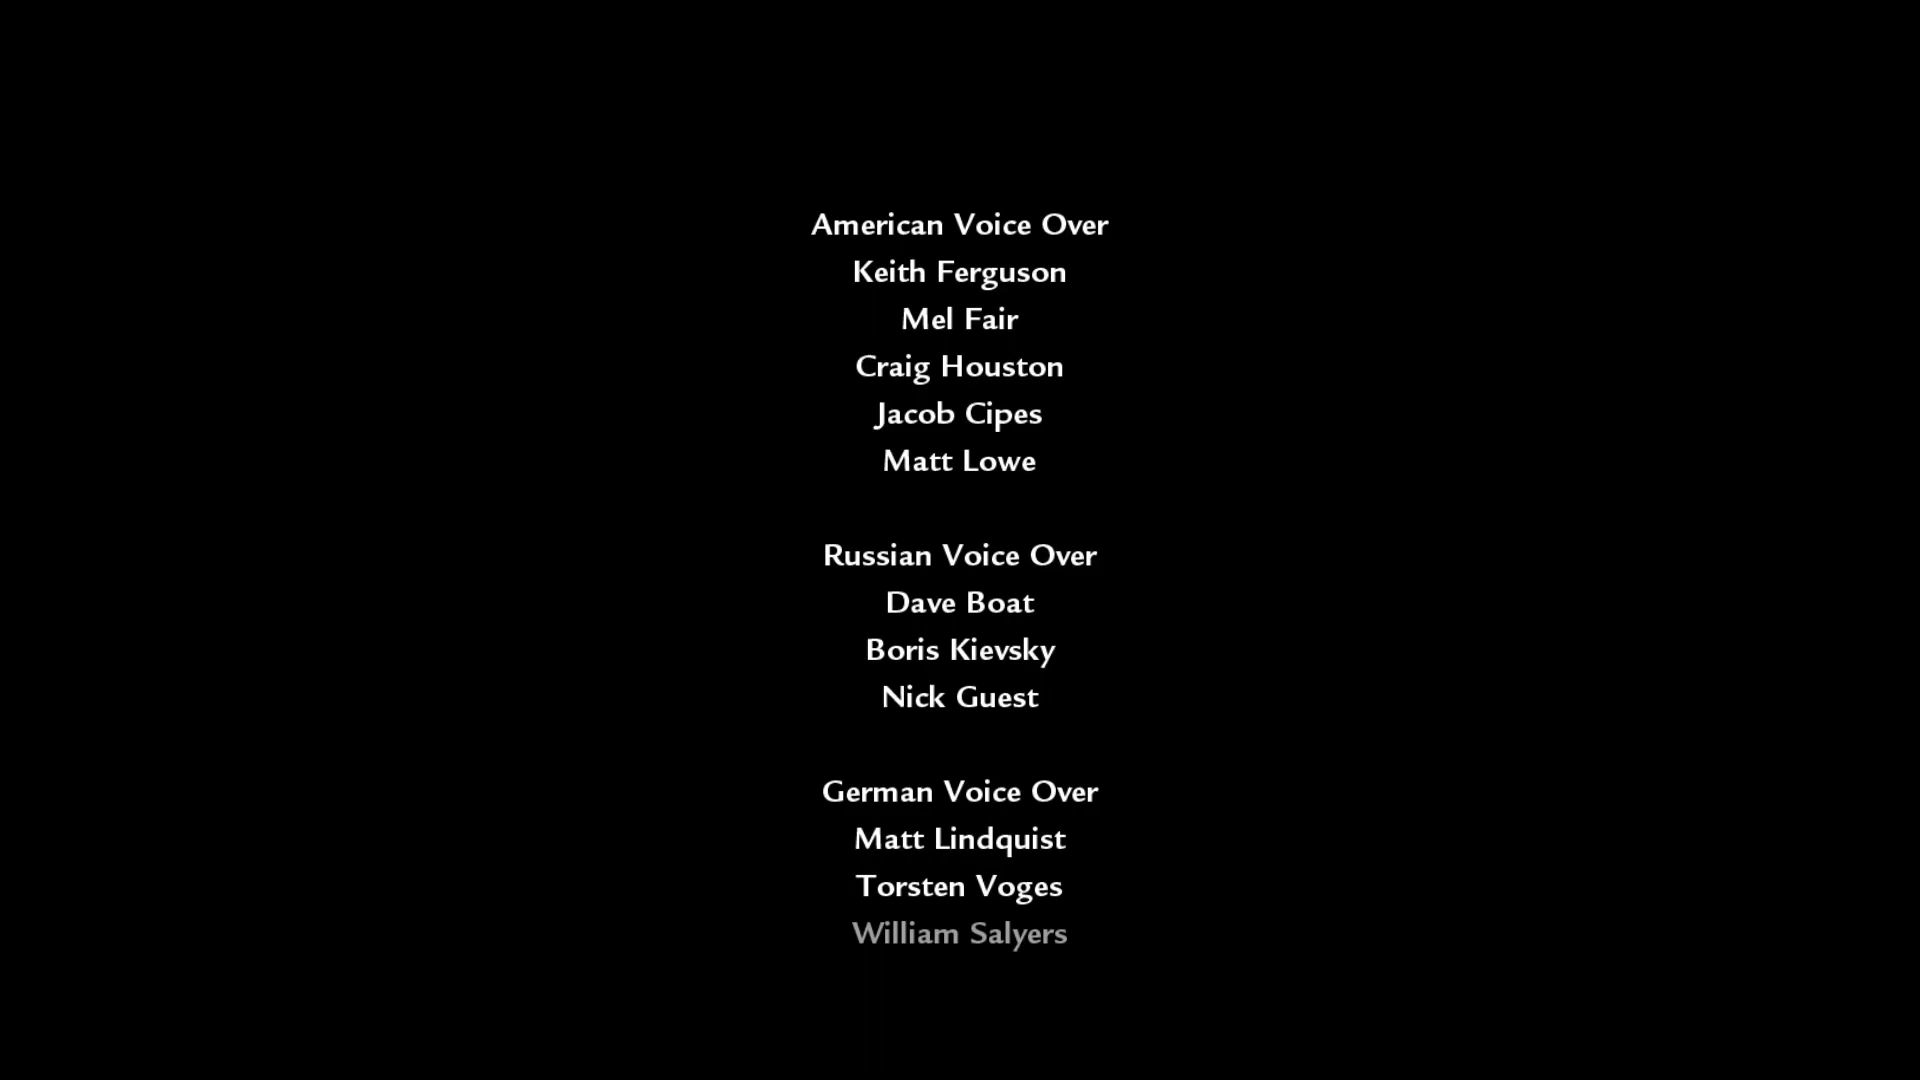 American Voice Over
Keith Ferguson
Mel Fair
Craig Houston
Jacob Cipes
Matt Lowe
Russian Voice Over
Dave Boat
Boris Kievsky
Nick Guest
German Voice Over
Matt Lindquist
Torsten Voges
William Salyers